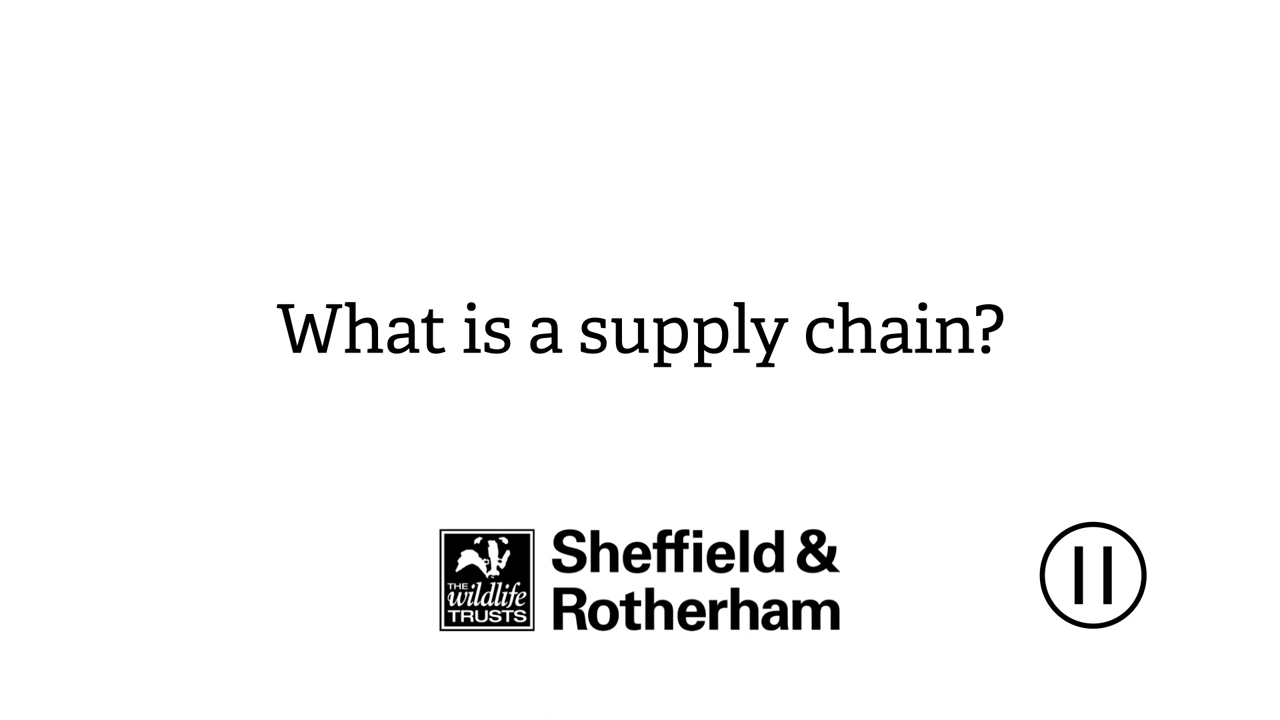 What is a supply chain?
THE
wildlife
TRUSTS
Sheffield &
Rotherham